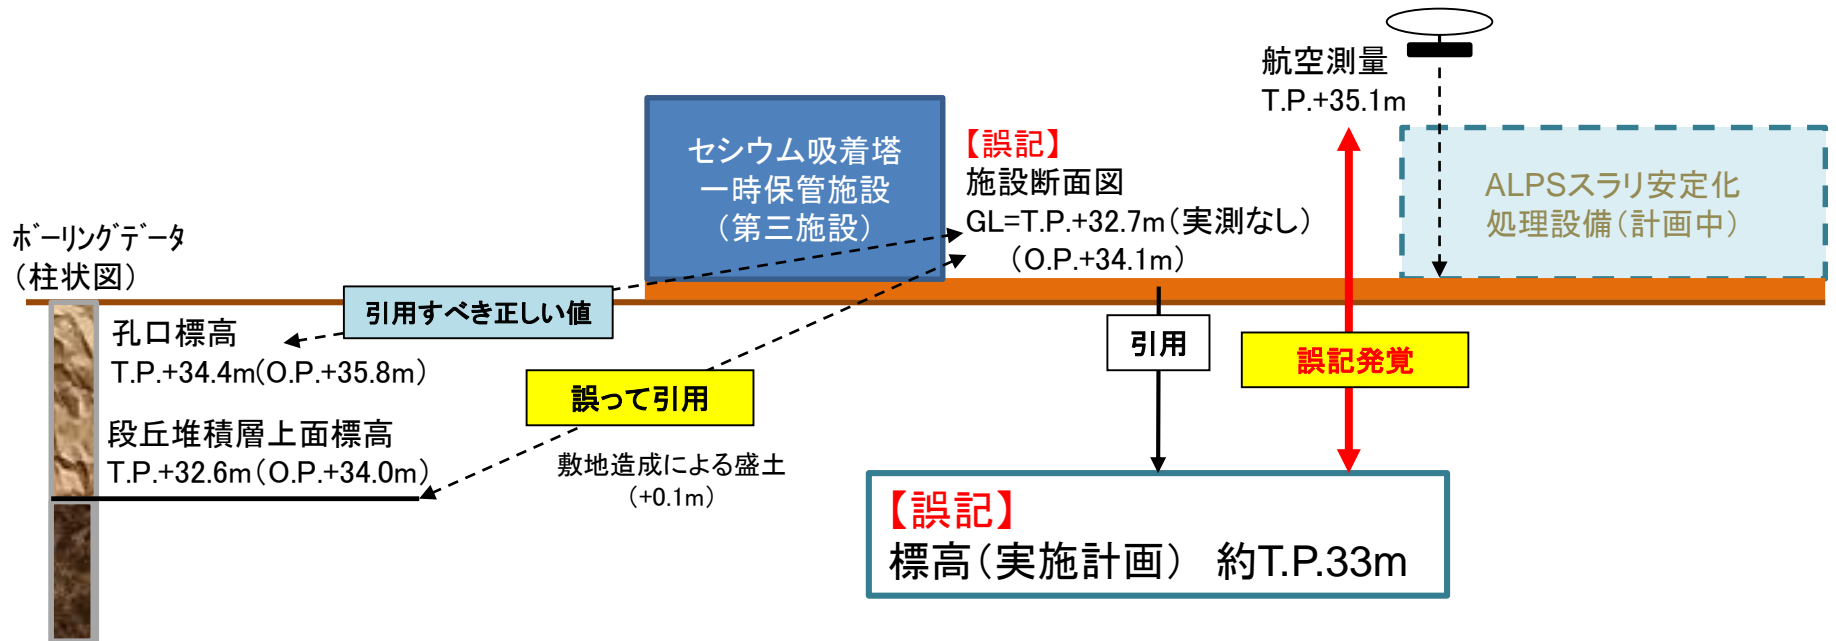 航空測量
T.P.+35.1m
セシウム吸着塔
一時保管施設
（第三施設）
【誤記】
施設断面図
GL=T.P.+32.7m（実測なし）
（O.P.+34.1m）
ALPSスラリ安定化
処理設備（計画中）
ﾎﾞｰﾘﾝｸﾞﾃﾞｰﾀ
（柱状図）
引用すべき正しい値
孔口標高
T.P.+34.4m(O.P.+35.8m）
引用
誤記発覚
誤って引用
段丘堆積層上面標高
T.P.+32.6m（O.P.+34.0m）
敷地造成による盛土
（+0.1m）
【誤記】
標高（実施計画）　約T.P.33m